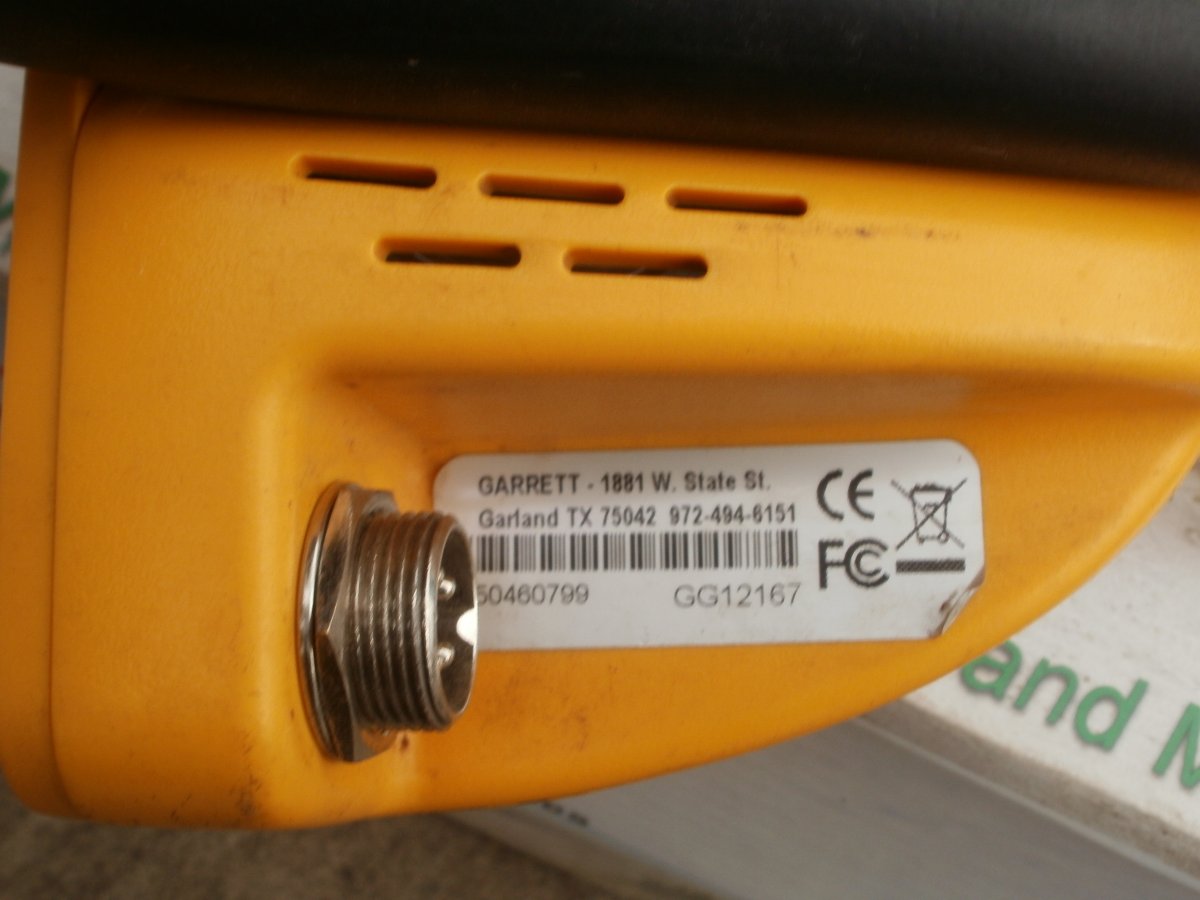 GARRETT - 1881 W. State St.
Garland TX 75042 972-494-6151
50460799 GG12167
CE
FC
and M